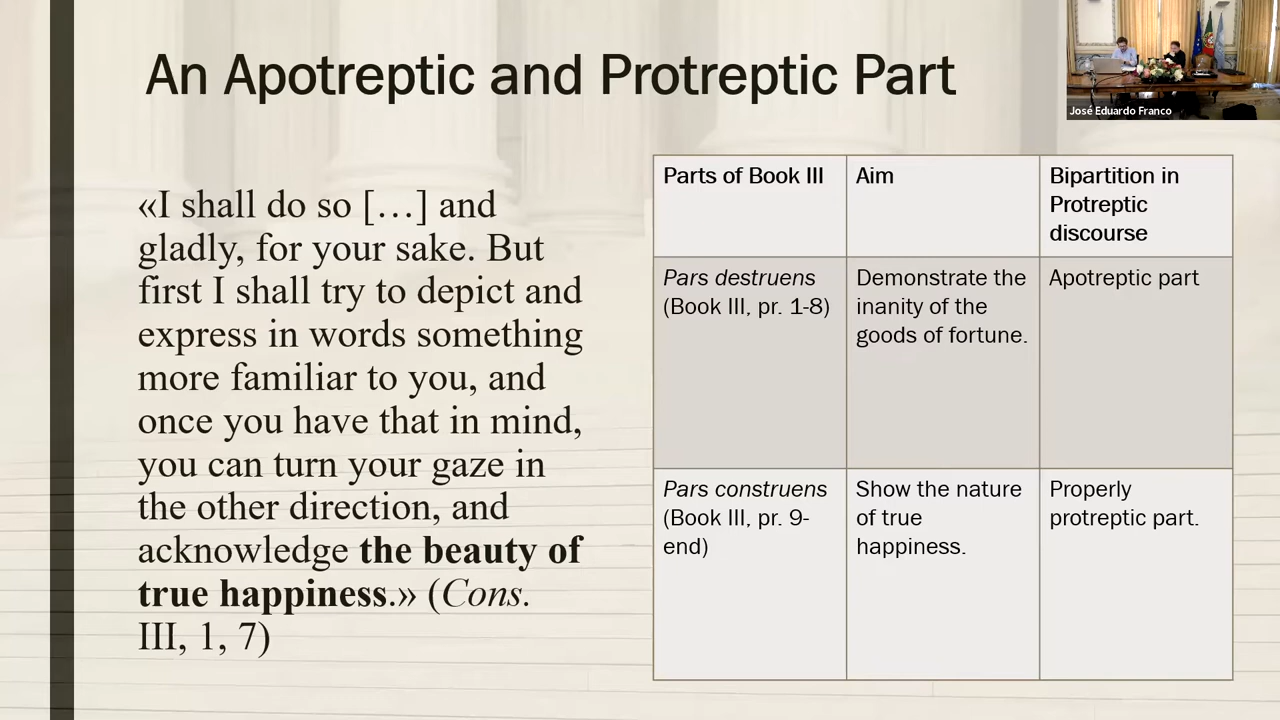 An Apotreptic and Protreptic Part
José Eduardo Franco
«I shall do so […] and
gladly, for your sake. But
first I shall try to depict and
express in words something
more familiar to you, and
once you have that in mind,
you can turn your gaze in
the other direction, and
acknowledge the beauty of
true happiness.» (Cons.
III, 1, 7)
Parts of Book III
Aim
Bipartition in
Protreptic
discourse
Pars destruens
(Book III, pr. 1-8)
Demonstrate the
inanity of the
goods of fortune.
Apotreptic part
Pars construens
(Book III, pr. 9-
end)
Show the nature
of true
happiness.
Properly
protreptic part.